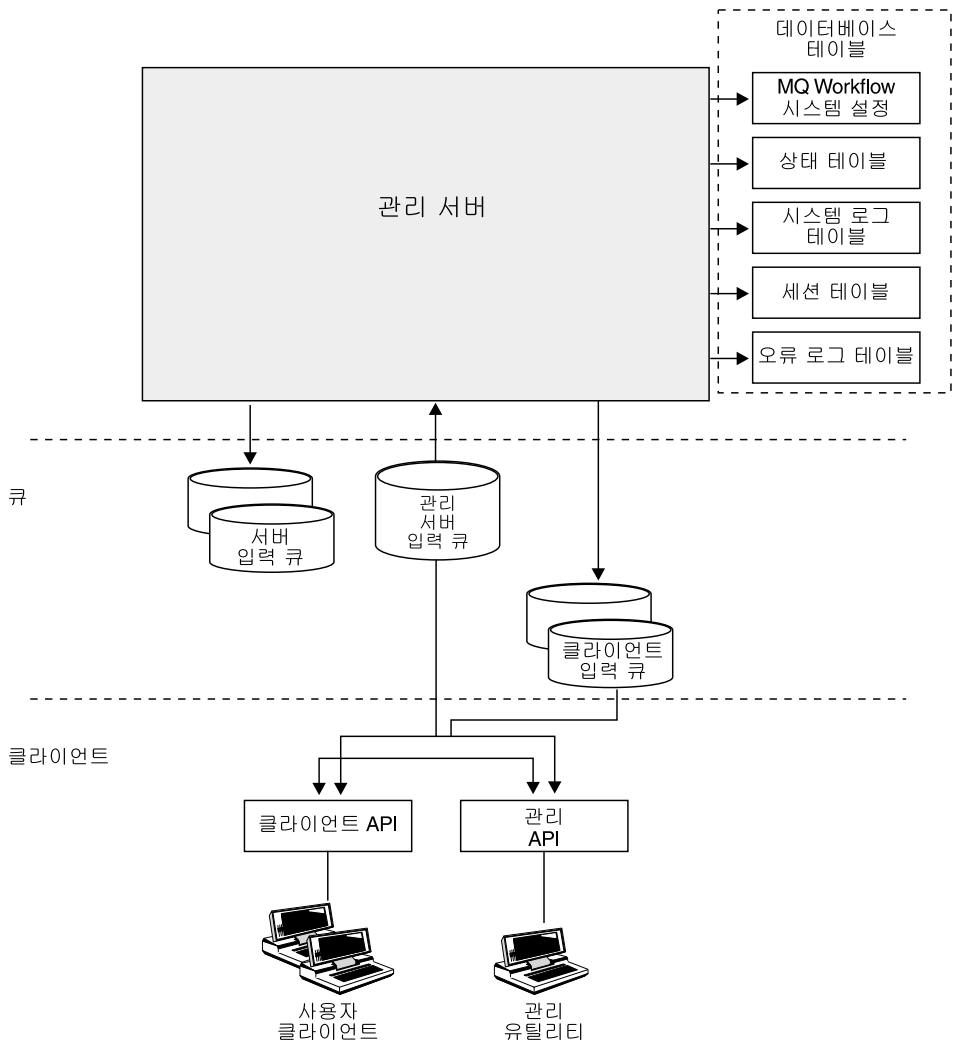 데이터베이스
테이블
MQ Workflow
시스템 설정
관리 서버
상태 테이블
시스템 로그
테이블
세션 테이블
오류 로그 테이블
큐
서버
입력 큐
관리
서버
입력 큐
클라이언트
입력 큐
클라이언트
클라이언트 API
관리
API
사용자
클라이언트
관리
유틸리티